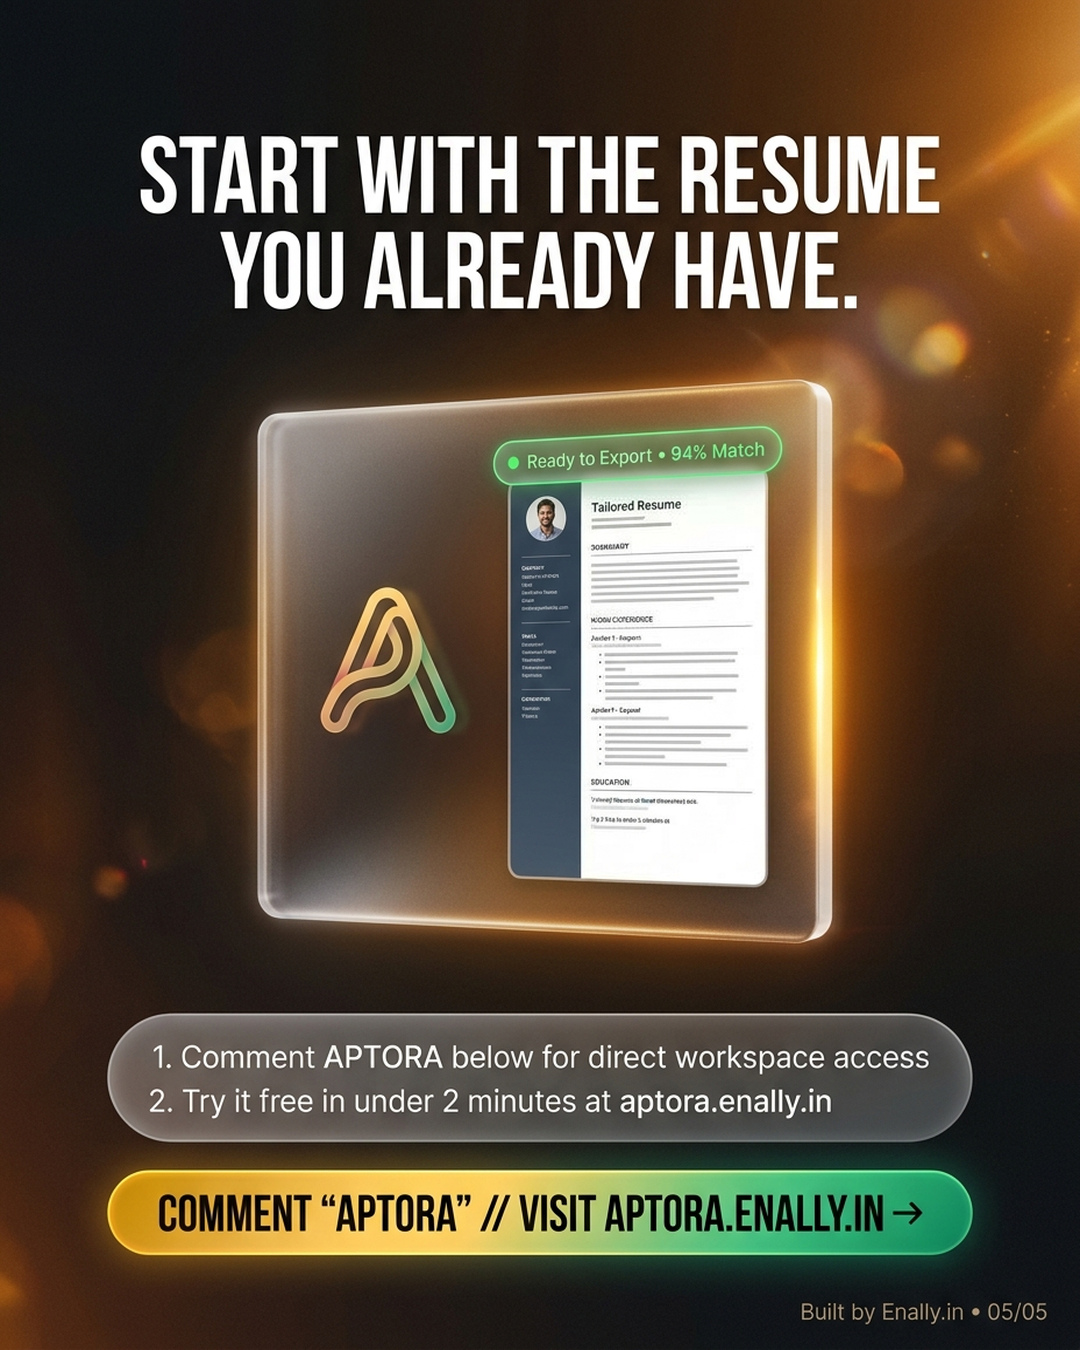 START WITH THE RESUME
YOU ALREADY HAVE.
Ready to Export • 94% Match
Tailored Resume
EDUCATION
1. Comment APTORA below for direct workspace access
2. Try it free in under 2 minutes at aptora.enally.in
COMMENT “APTORA” // VISIT APTORA.ENALLY.IN →
Built by Enally.in • 05/05